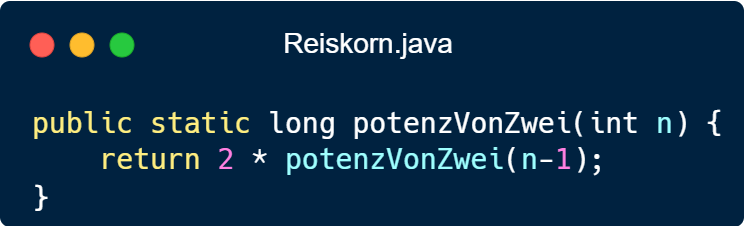 Reiskorn.java
public static long potenzVonZwei(int n) {
    return 2 * potenzVonZwei(n-1);
}